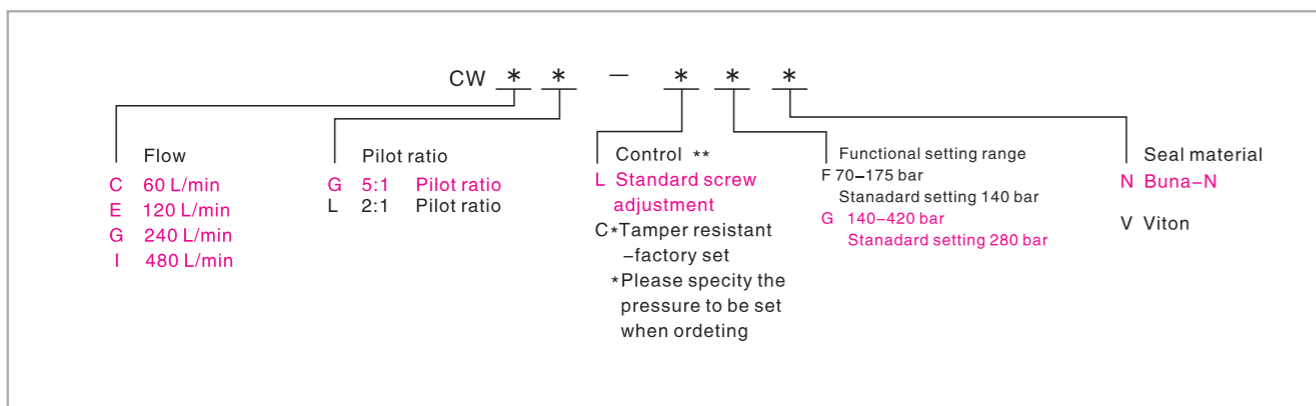 CW * * — * * *
Flow
C 60 L/min
E 120 L/min
G 240 L/min
I 480 L/min
Pilot ratio
G 5:1 Pilot ratio
L 2:1 Pilot ratio
Control **
L Standard screw
adjustment
C*Tamper resistant
–factory set
*Please specity the
pressure to be set
when ordeting
Functional setting range
F 70–175 bar
Stanadard setting 140 bar
G 140–420 bar
Stanadard setting 280 bar
Seal material
N Buna–N
V Viton